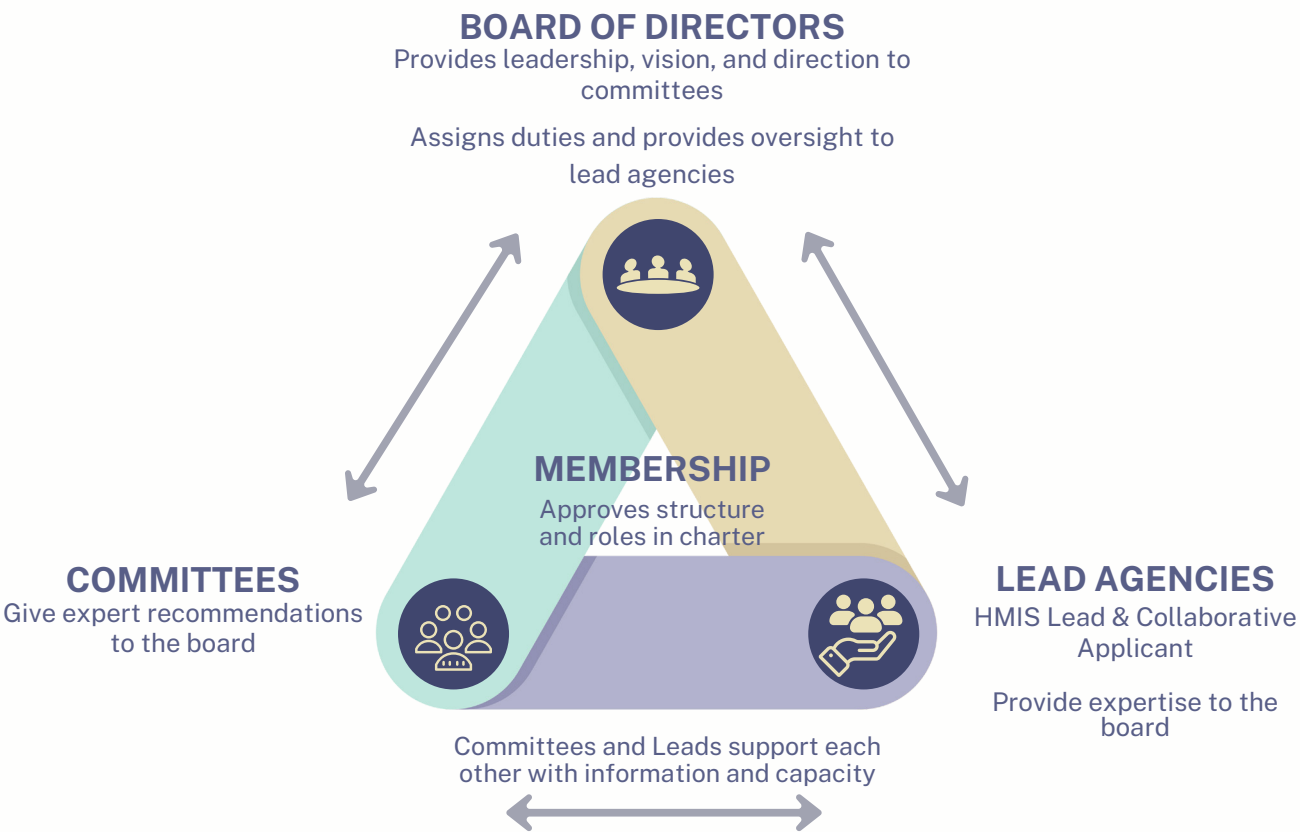 BOARD OF DIRECTORS
Provides leadership, vision, and direction to
committees
Assigns duties and provides oversight to
lead agencies
MEMBERSHIP
Approves structure
and roles in charter
COMMITTEES
Give expert recommendations
to the board
LEAD AGENCIES
HMIS Lead & Collaborative
Applicant
Provide expertise to the
board
Committees and Leads support each
other with information and capacity